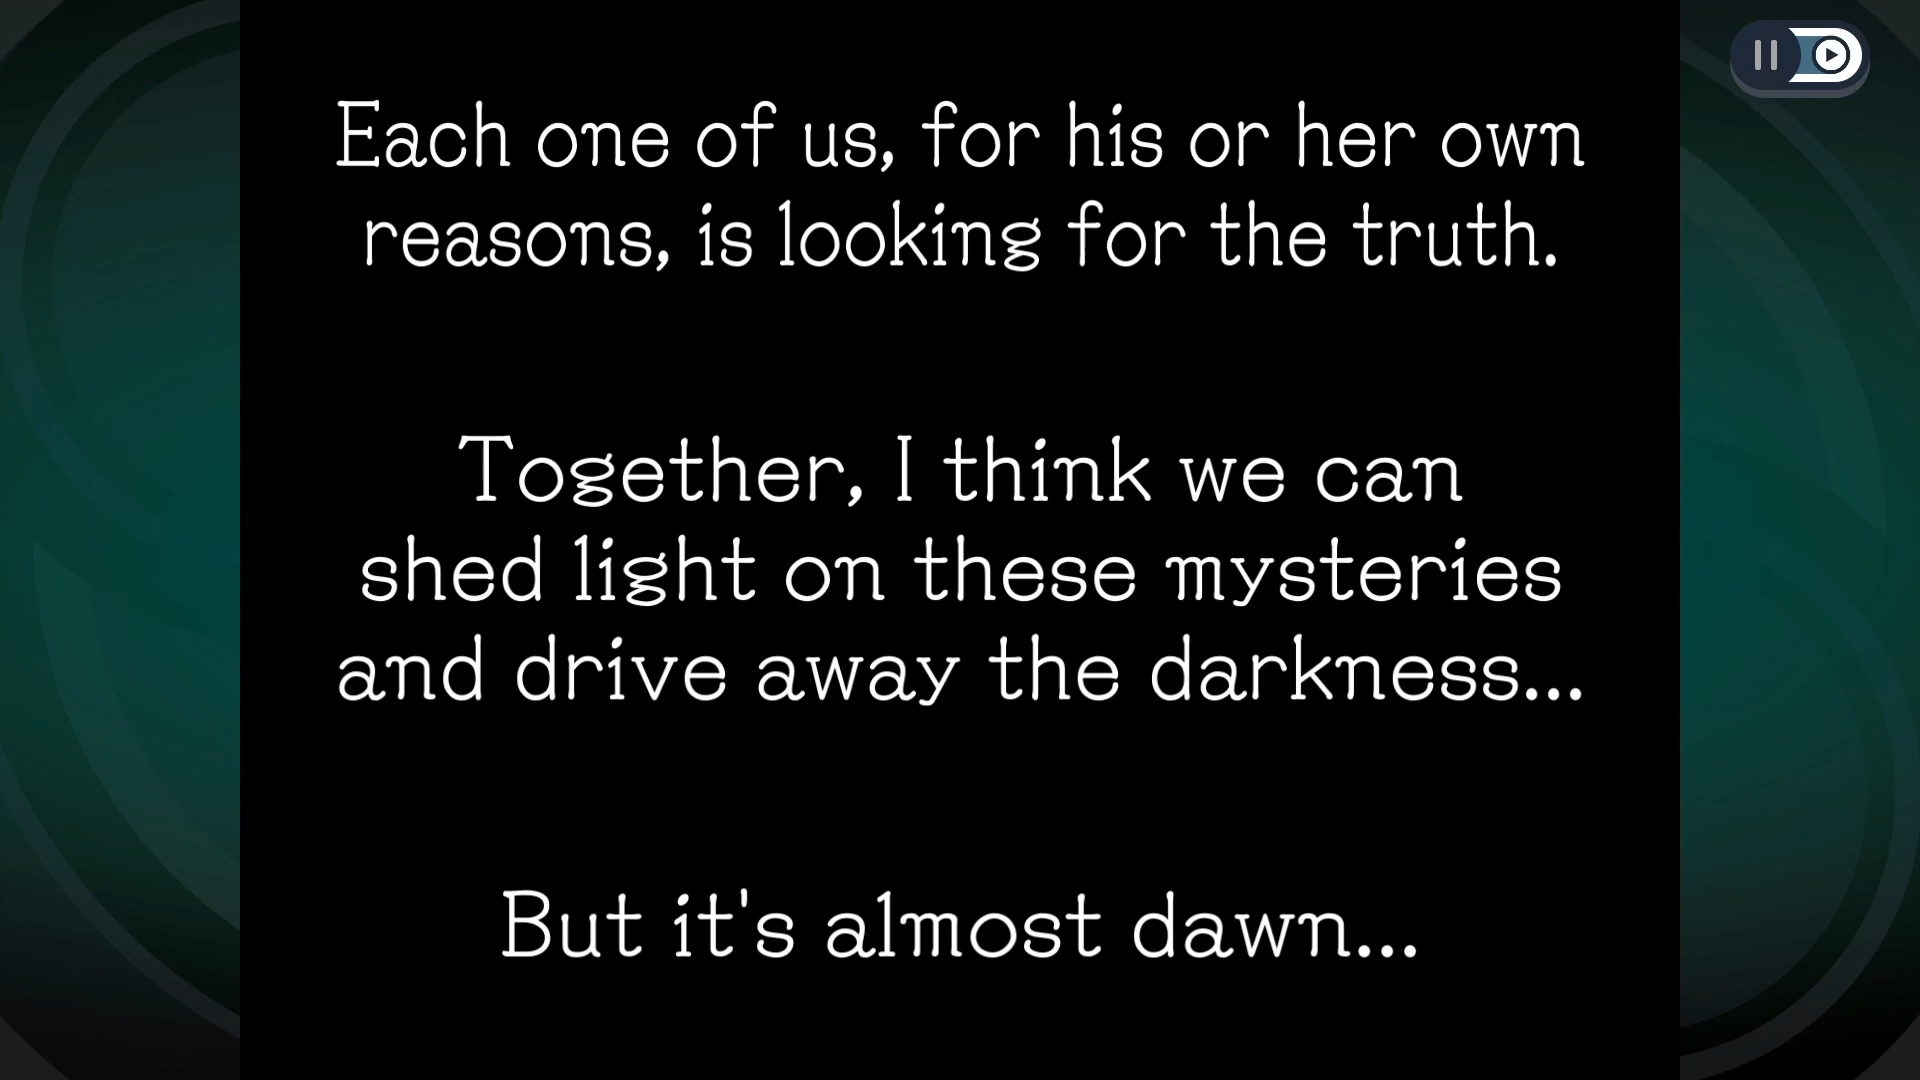 Each one of us, for his or her own
reasons, is looking for the truth.
Together, I think we can
shed light on these mysteries
and drive away the darkness...
But it's almost dawn...